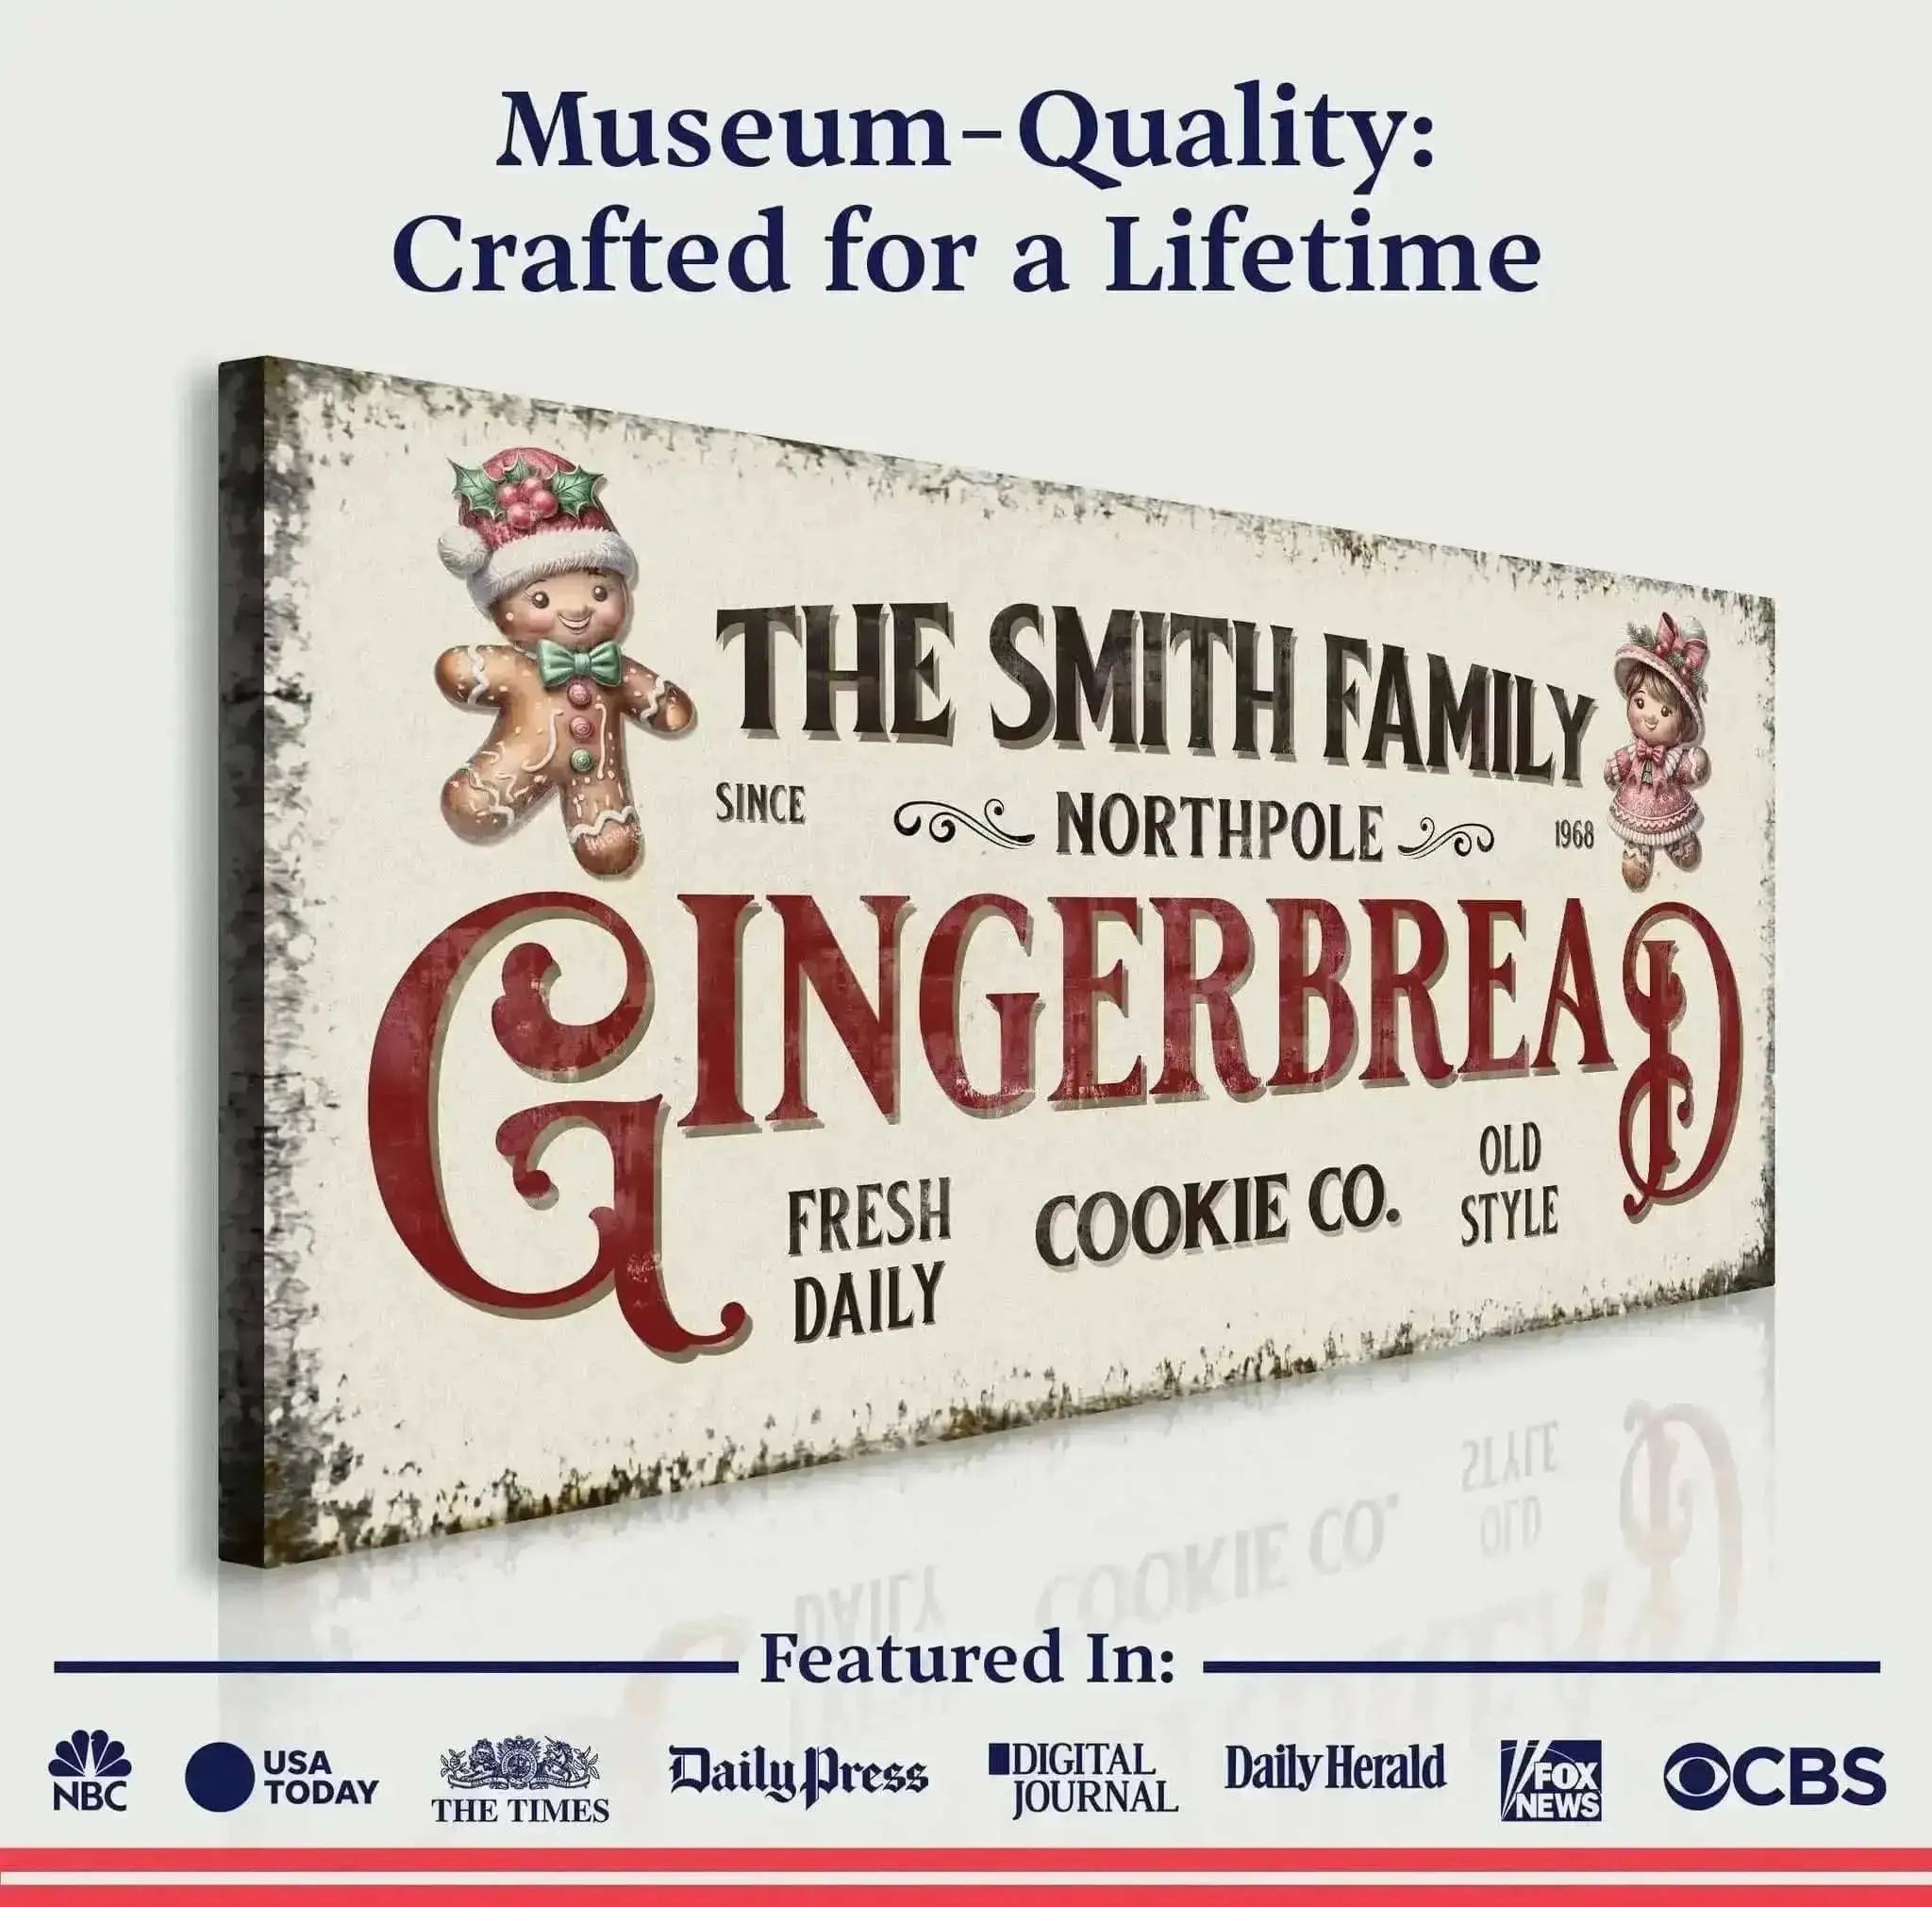 Museum-Quality:
Crafted for a Lifetime
THE SMITH FAMILY
SINCE NORTHPOLE 1968
GINGERBREAD
FRESH
DAILY
COOKIE CO.
OLD
STYLE
Featured In:
NBC
USA
TODAY
THE TIMES
Daily Press
DIGITAL
JOURNAL
Daily Herald
FOX
NEWS
CBS